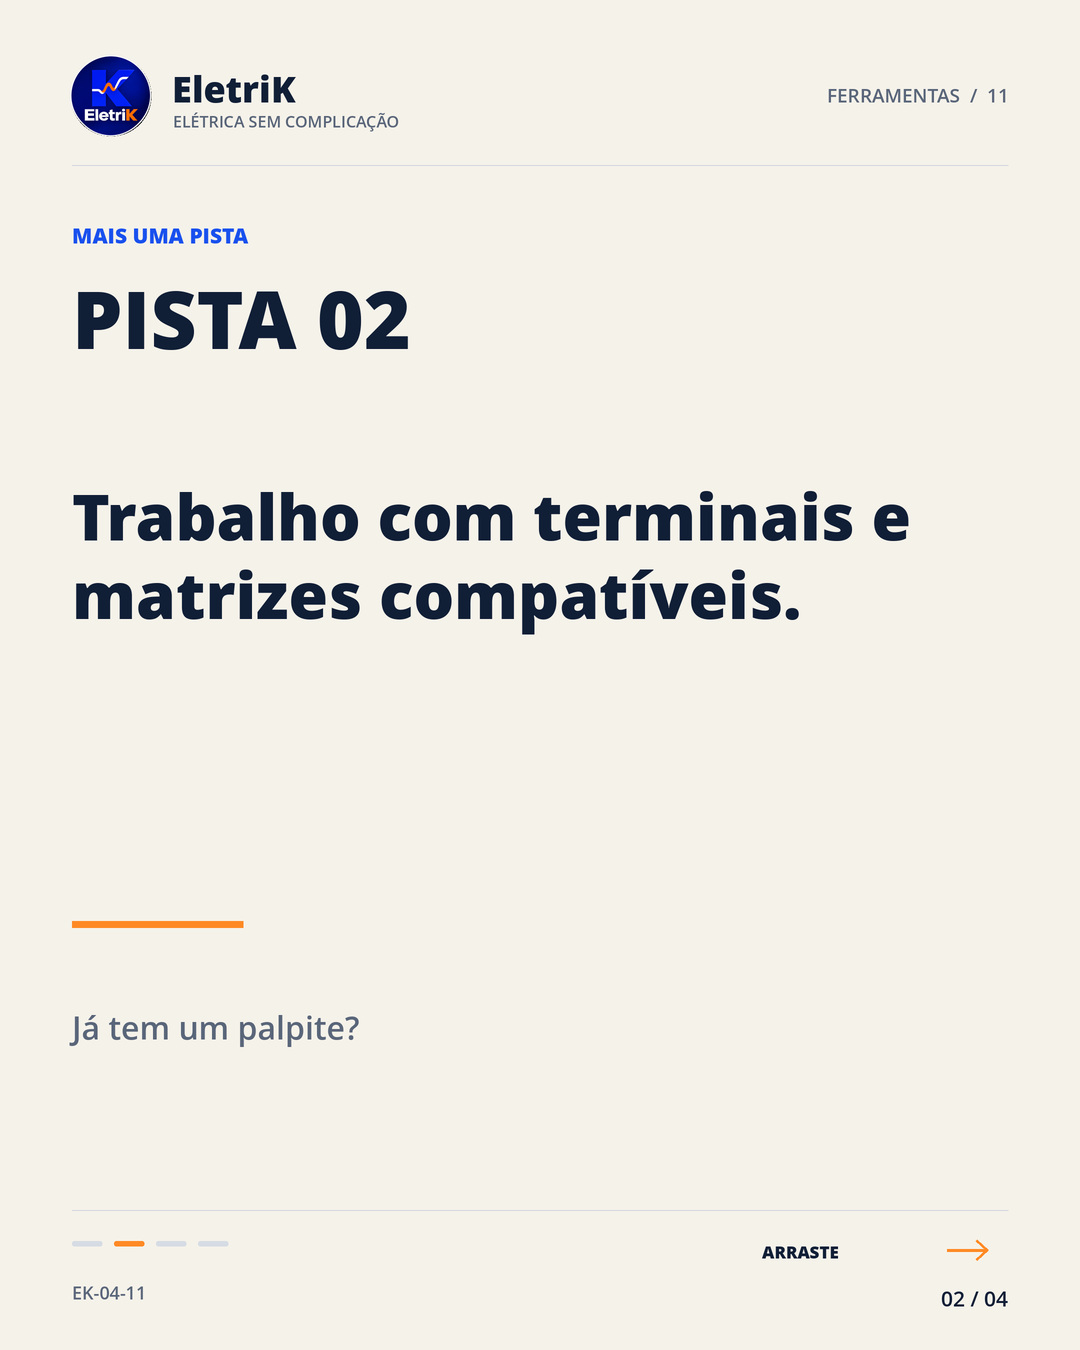 EletriK
EletriK
ELÉTRICA SEM COMPLICAÇÃO
FERRAMENTAS / 11
MAIS UMA PISTA
PISTA 02
Trabalho com terminais e
matrizes compatíveis.
Já tem um palpite?
ARRASTE
EK-04-11
02 / 04